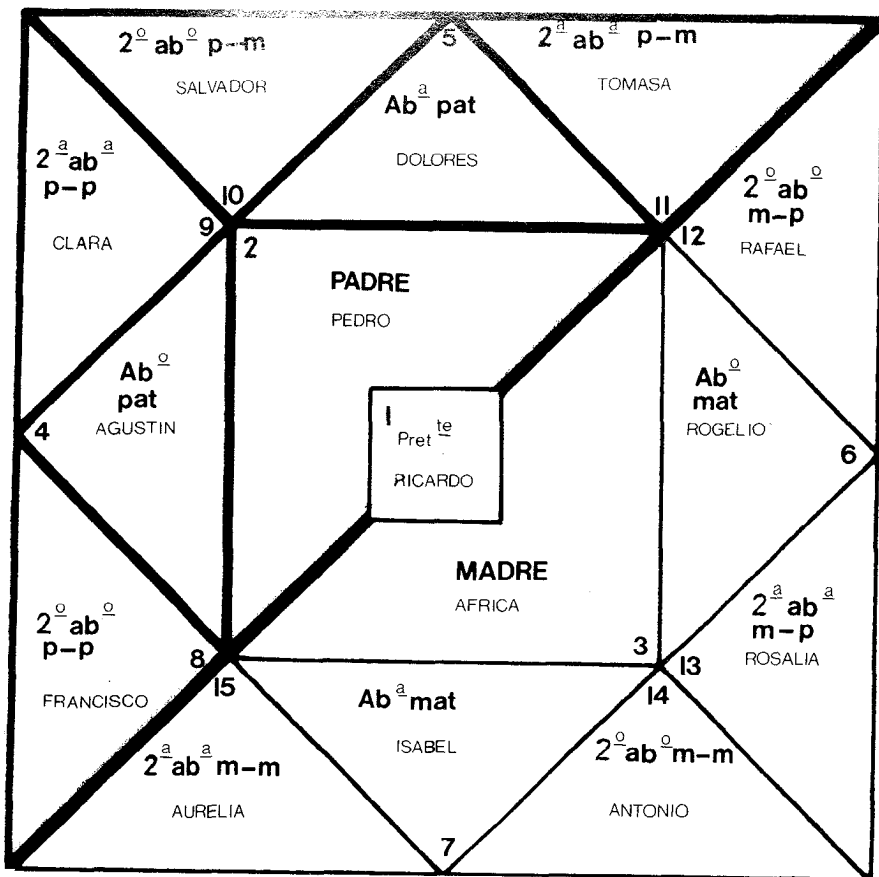 2º abº p-m
SALVADOR
5
2ª abª p-m
TOMASA
Abª pat
DOLORES
2ª abª
p-p
CLARA
10
9
2
11
12
2º abº
m-p
RAFAEL
PADRE
PEDRO
Abº
pat
AGUSTIN
4
1
Pret te
RICARDO
Abº
mat
ROGELIO
6
MADRE
AFRICA
2º abº
p-p
FRANCISCO
8
15
3
13
14
2ª abª
m-p
ROSALIA
Abª mat
ISABEL
2ª abª m-m
AURELIA
2º abº m-m
ANTONIO
7